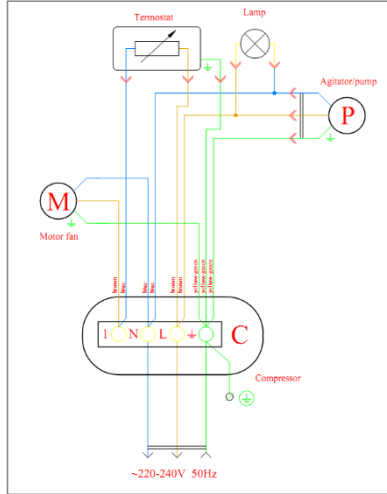 Termostat
Lamp
Agitator/pump
P
M
Motor fan
brown
blue
blue
blue
brown
brown
yellow-green
yellow-green
yellow-green
1 N L C
Compressor
~220-240V 50Hz